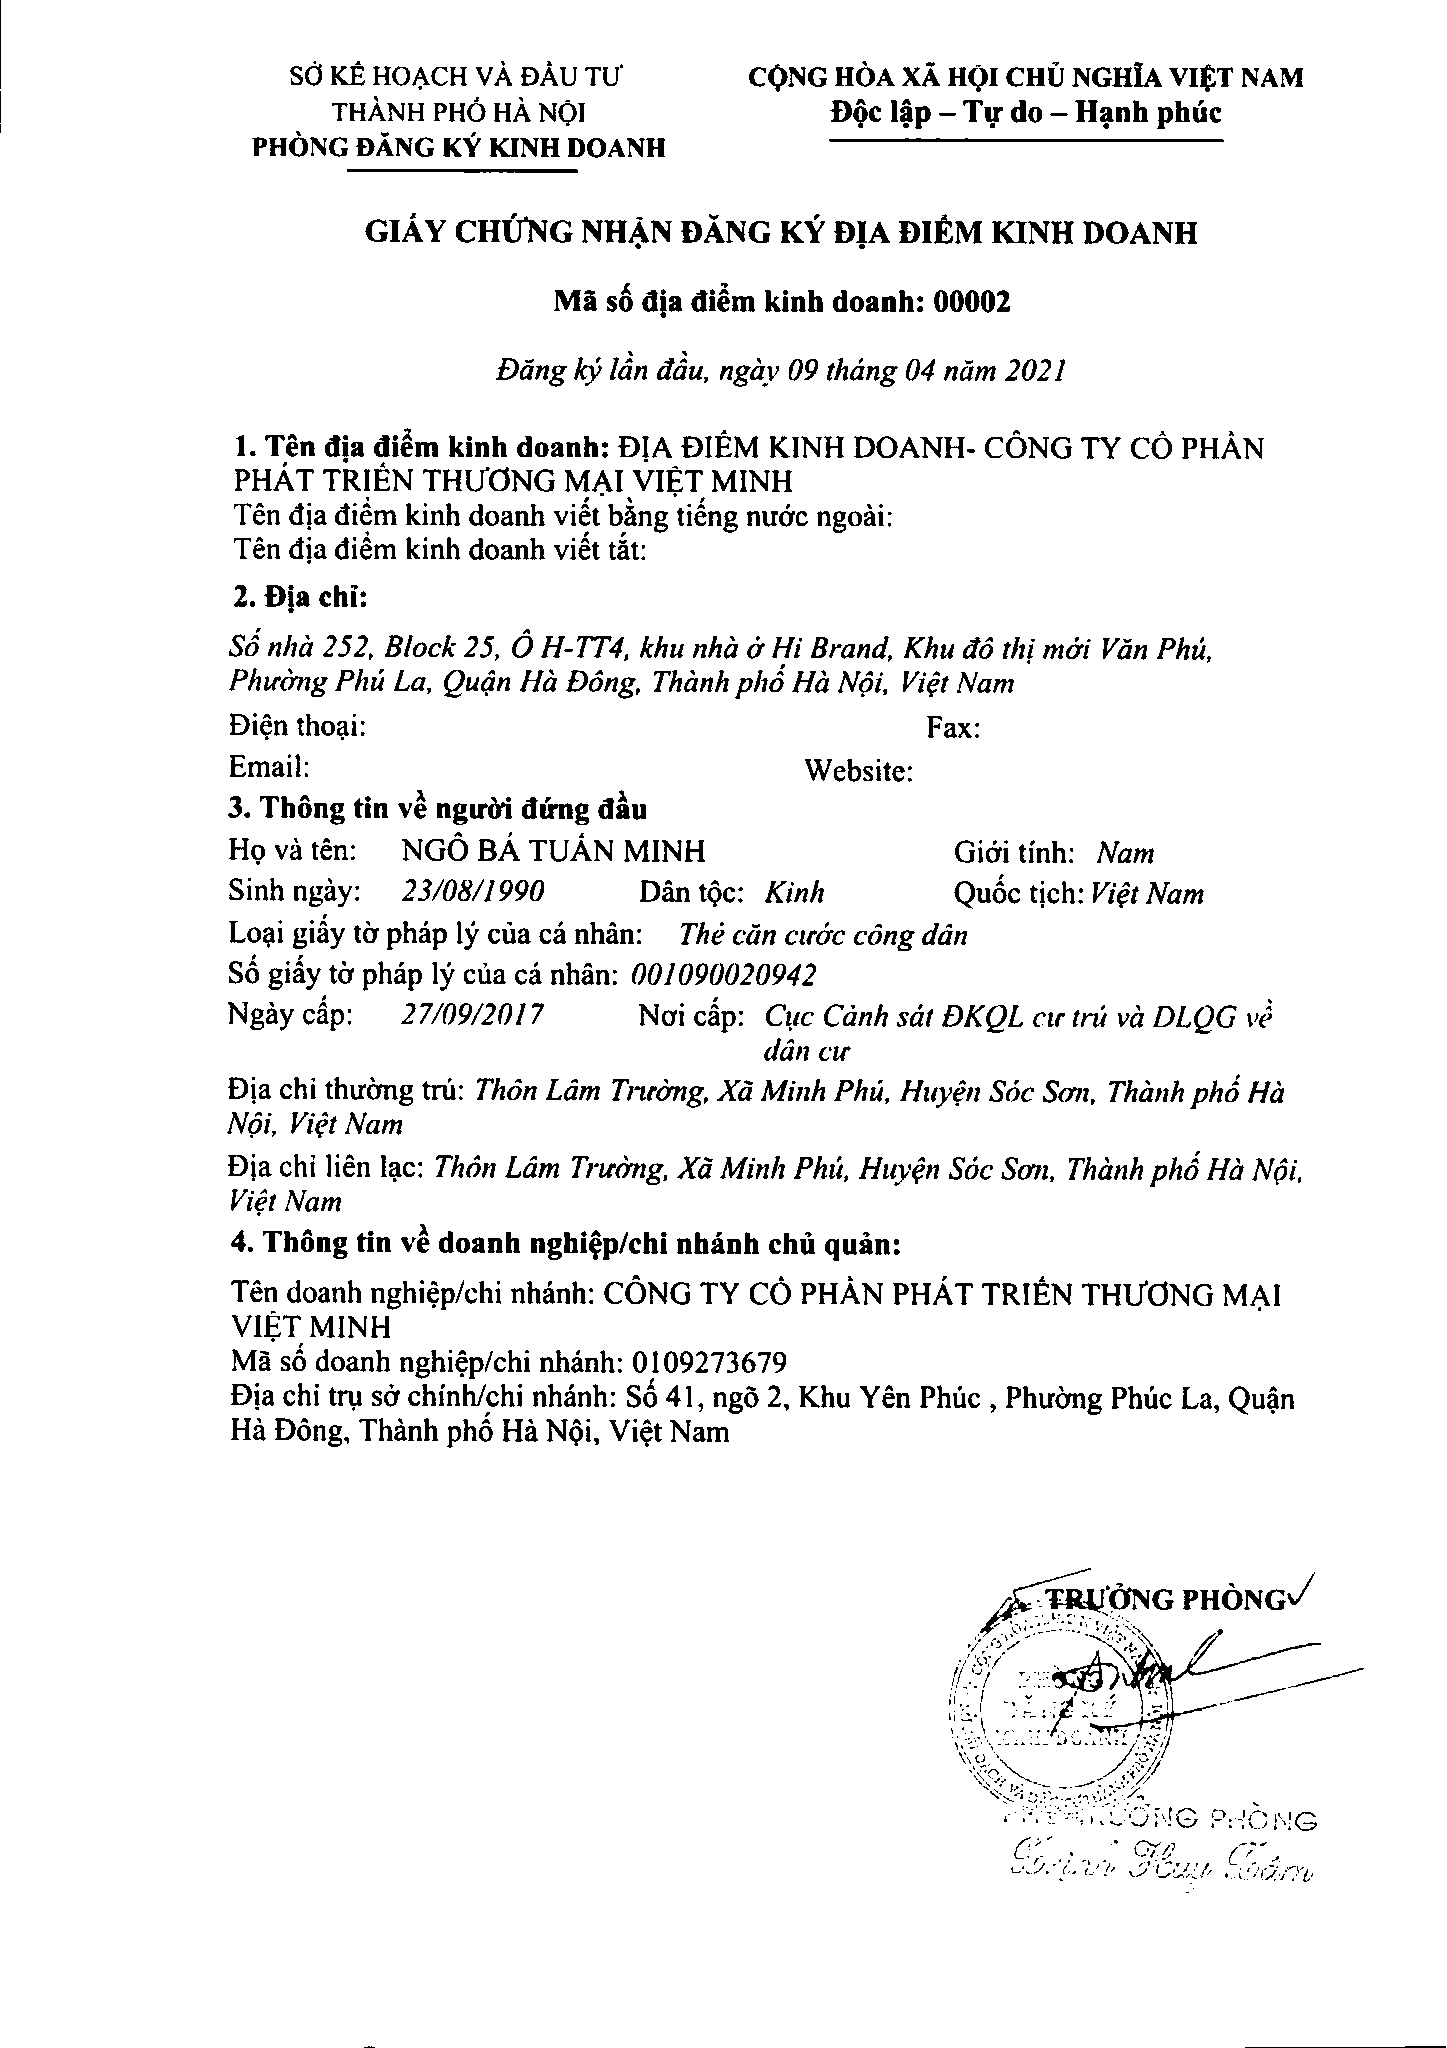 SỞ KẾ HOẠCH VÀ ĐẦU TƯ
THÀNH PHỐ HÀ NỘI
PHÒNG ĐĂNG KÝ KINH DOANH
CỘNG HÒA XÃ HỘI CHỦ NGHĨA VIỆT NAM
Độc lập – Tự do – Hạnh phúc
GIẤY CHỨNG NHẬN ĐĂNG KÝ ĐỊA ĐIỂM KINH DOANH
Mã số địa điểm kinh doanh: 00002
Đăng ký lần đầu, ngày 09 tháng 04 năm 2021
1. Tên địa điểm kinh doanh: ĐỊA ĐIỂM KINH DOANH- CÔNG TY CỔ PHẦN
PHÁT TRIỂN THƯƠNG MẠI VIỆT MINH
Tên địa điểm kinh doanh viết bằng tiếng nước ngoài:
Tên địa điểm kinh doanh viết tắt:
2. Địa chỉ:
Số nhà 252, Block 25, Ô H-TT4, khu nhà ở Hi Brand, Khu đô thị mới Văn Phú,
Phường Phú La, Quận Hà Đông, Thành phố Hà Nội, Việt Nam
Điện thoại: Fax:
Email: Website:
3. Thông tin về người đứng đầu
Họ và tên: NGÔ BÁ TUẤN MINH Giới tính: Nam
Sinh ngày: 23/08/1990 Dân tộc: Kinh Quốc tịch: Việt Nam
Loại giấy tờ pháp lý của cá nhân: Thẻ căn cước công dân
Số giấy tờ pháp lý của cá nhân: 001090020942
Ngày cấp: 27/09/2017 Nơi cấp: Cục Cảnh sát ĐKQL cư trú và DLQG về
dân cư
Địa chỉ thường trú: Thôn Lâm Trường, Xã Minh Phú, Huyện Sóc Sơn, Thành phố Hà
Nội, Việt Nam
Địa chỉ liên lạc: Thôn Lâm Trường, Xã Minh Phú, Huyện Sóc Sơn, Thành phố Hà Nội,
Việt Nam
4. Thông tin về doanh nghiệp/chi nhánh chủ quản:
Tên doanh nghiệp/chi nhánh: CÔNG TY CỔ PHẦN PHÁT TRIỂN THƯƠNG MẠI
VIỆT MINH
Mã số doanh nghiệp/chi nhánh: 0109273679
Địa chỉ trụ sở chính/chi nhánh: Số 41, ngõ 2, Khu Yên Phúc , Phường Phúc La, Quận
Hà Đông, Thành phố Hà Nội, Việt Nam
TRƯỞNG PHÒNG
PHÒNG
ĐĂNG KÝ
KINH DOANH
PHÒNG
Huy